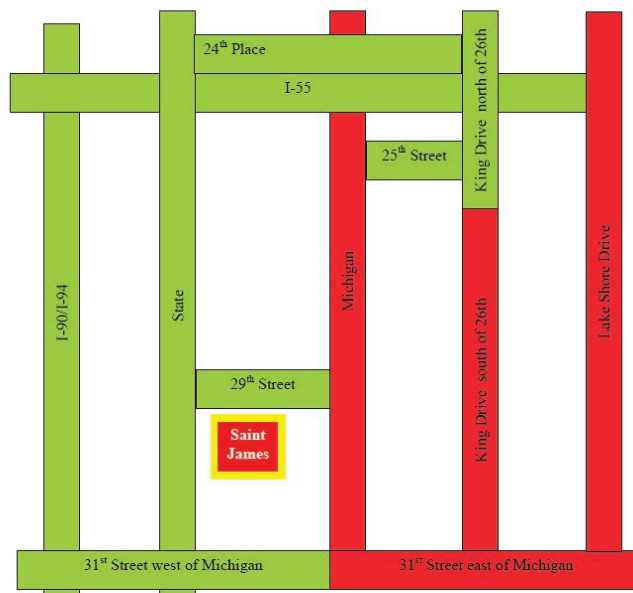 24th Place
I-55
King Drive north of 26th
25th Street
I-90/I-94
State
Michigan
Lake Shore Drive
29th Street
King Drive south of 26th
Saint
James
31st Street west of Michigan
31st Street east of Michigan